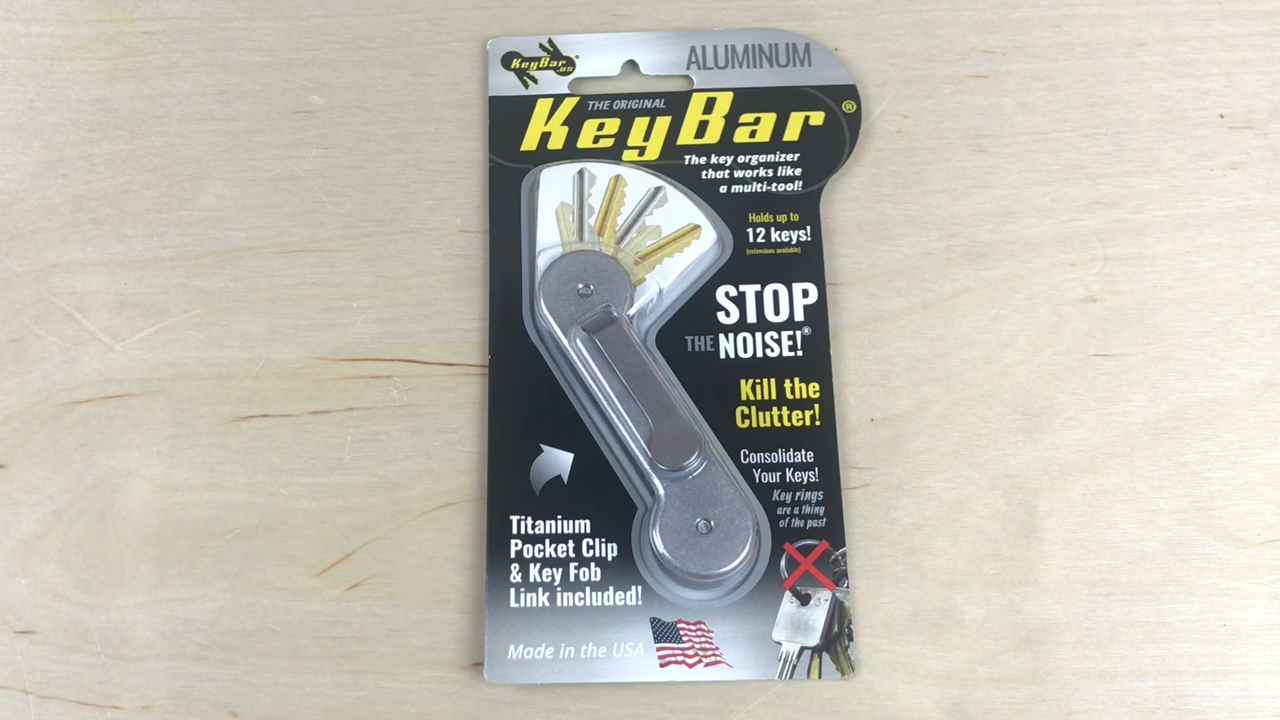 KeyBar
.us
ALUMINUM
THE ORIGINAL
KeyBar®
The key organizer
that works like
a multi-tool!
Holds up to
12 keys!
(extensions available)
STOP
THE NOISE!®
Kill the
Clutter!
Consolidate
Your Keys!
Key rings
are a thing
of the past
Titanium
Pocket Clip
& Key Fob
Link included!
Made in the USA